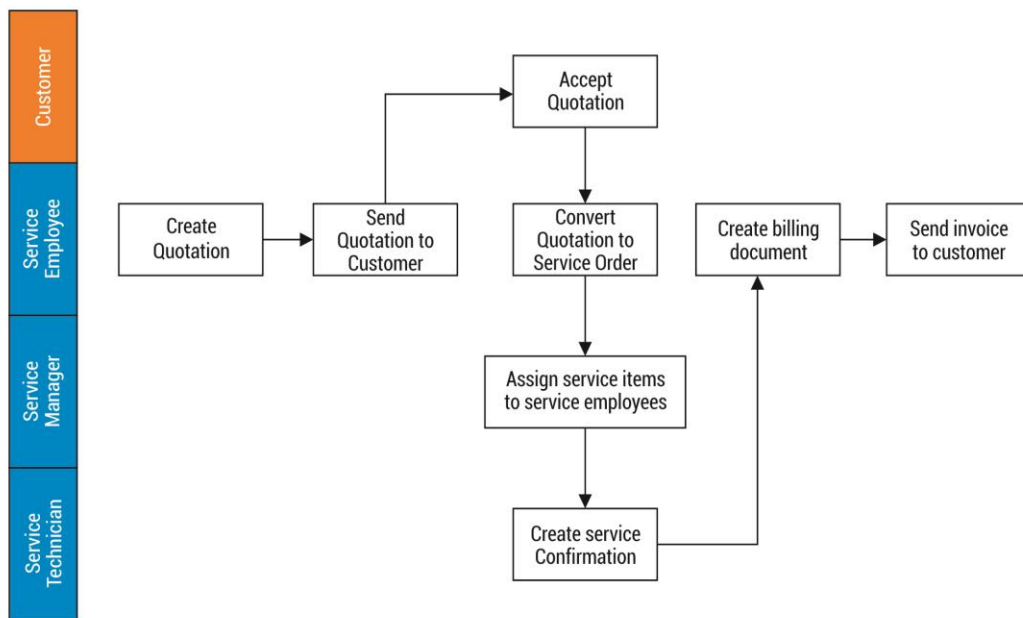 Customer
Accept
Quotation
Service
Employee
Create
Quotation
Send
Quotation to
Customer
Convert
Quotation to
Service Order
Create billing
document
Send invoice
to customer
Service
Manager
Assign service items
to service employees
Service
Technician
Create service
Confirmation